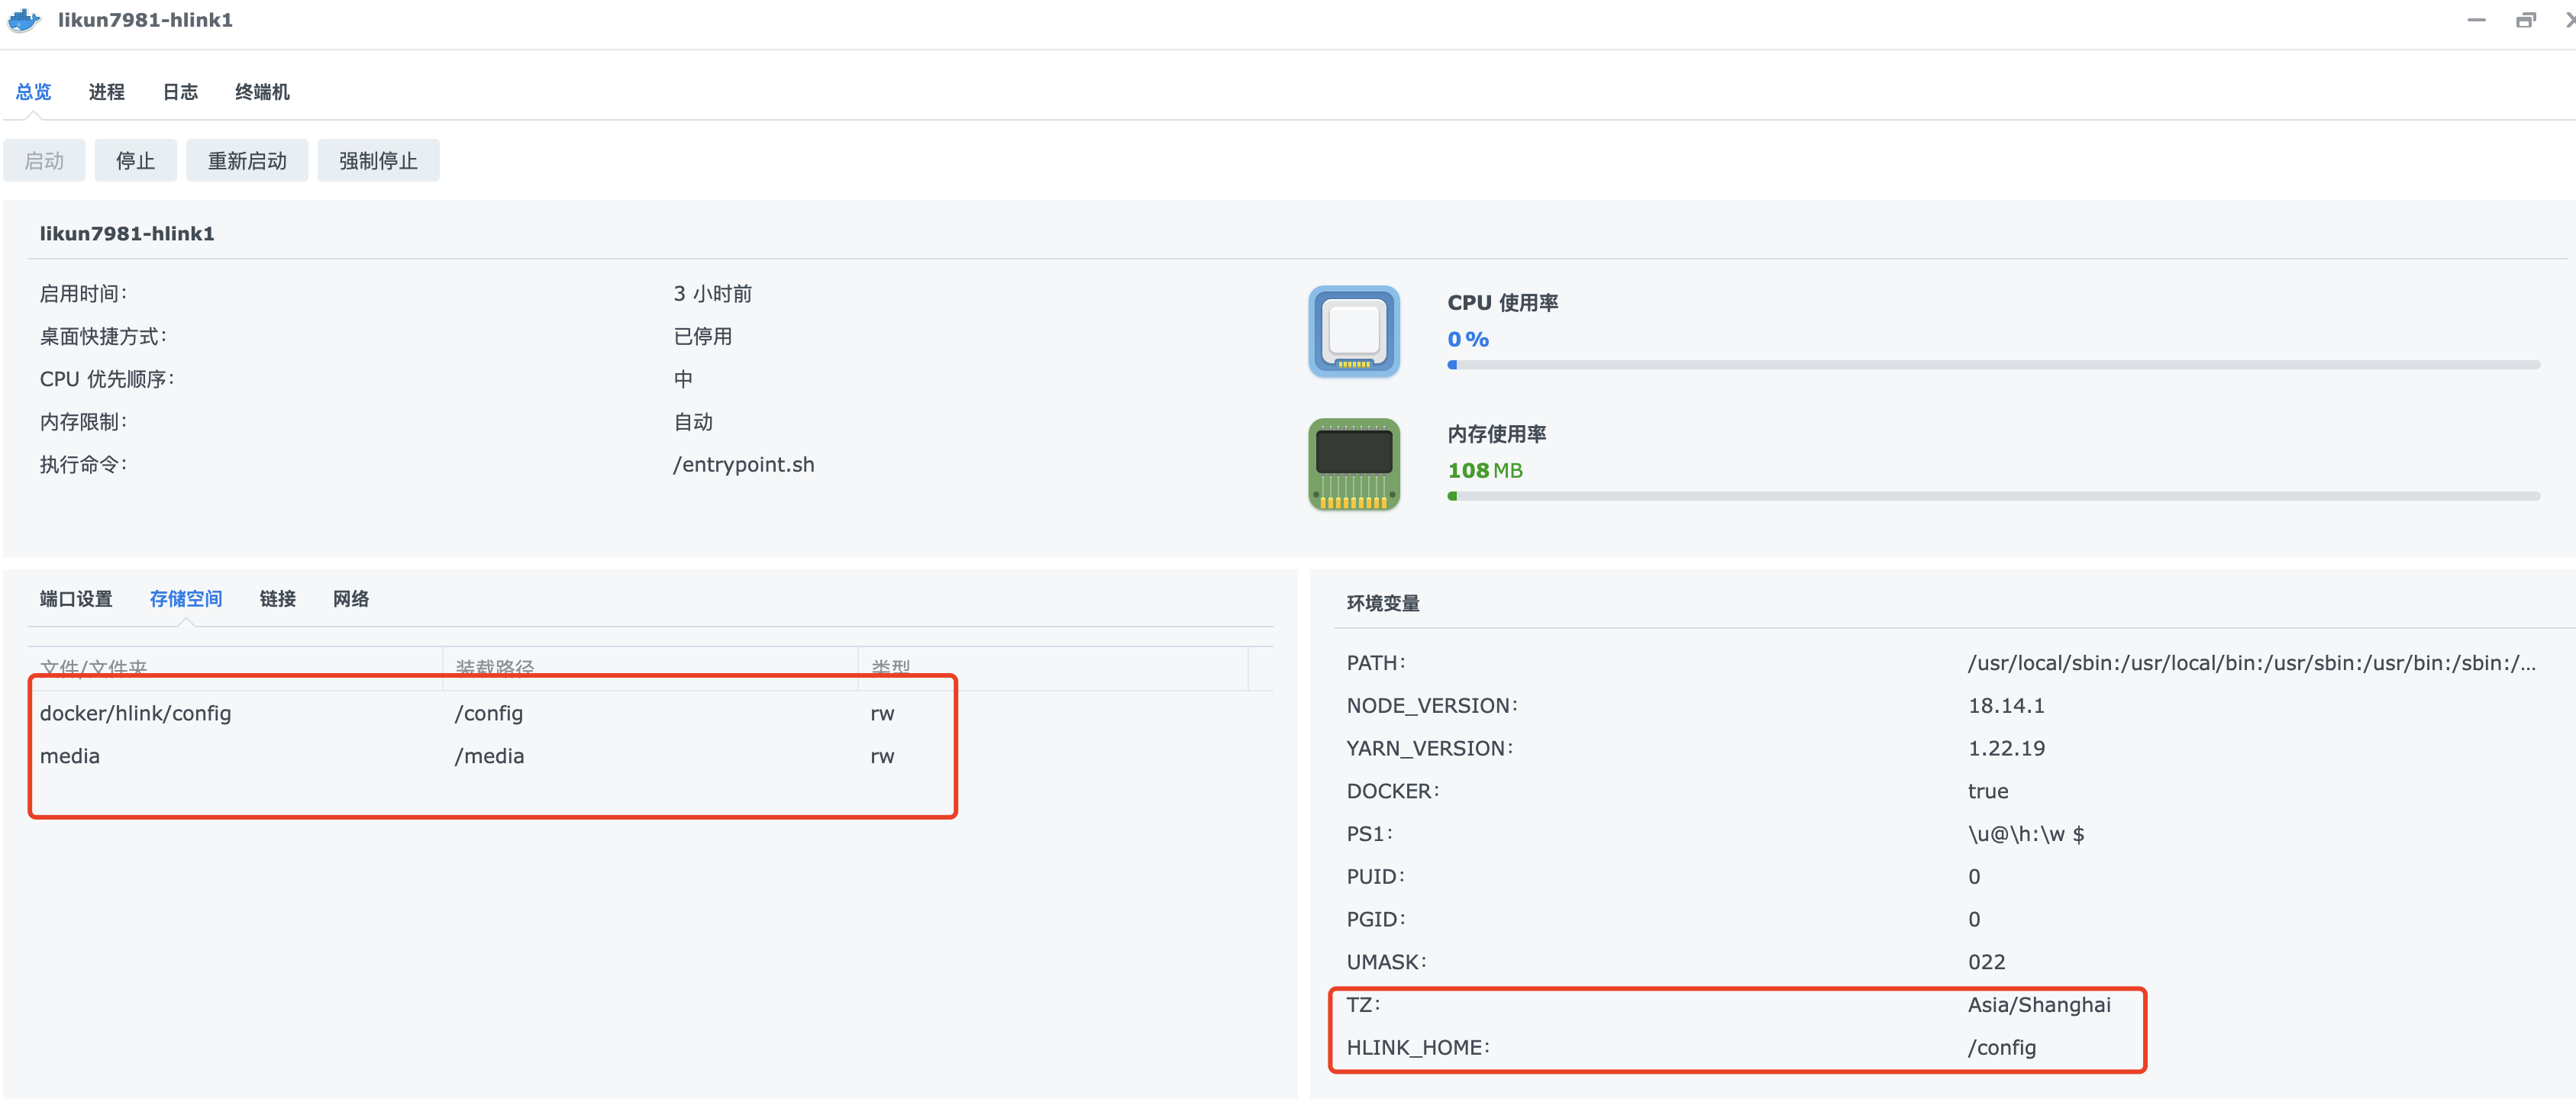 likun7981-hlink1
总览 进程 日志 终端机
启动 停止 重新启动 强制停止
likun7981-hlink1
启用时间: 3 小时前
桌面快捷方式: 已停用
CPU 优先顺序: 中
内存限制: 自动
执行命令: /entrypoint.sh
CPU 使用率
0 %
内存使用率
108 MB
端口设置 存储空间 链接 网络
文件/文件夹 装载路径 类型
docker/hlink/config /config rw
media /media rw
环境变量
PATH: /usr/local/sbin:/usr/local/bin:/usr/sbin:/usr/bin:/sbin:/...
NODE_VERSION: 18.14.1
YARN_VERSION: 1.22.19
DOCKER: true
PS1: \u@\h:\w $
PUID: 0
PGID: 0
UMASK: 022
TZ: Asia/Shanghai
HLINK_HOME: /config